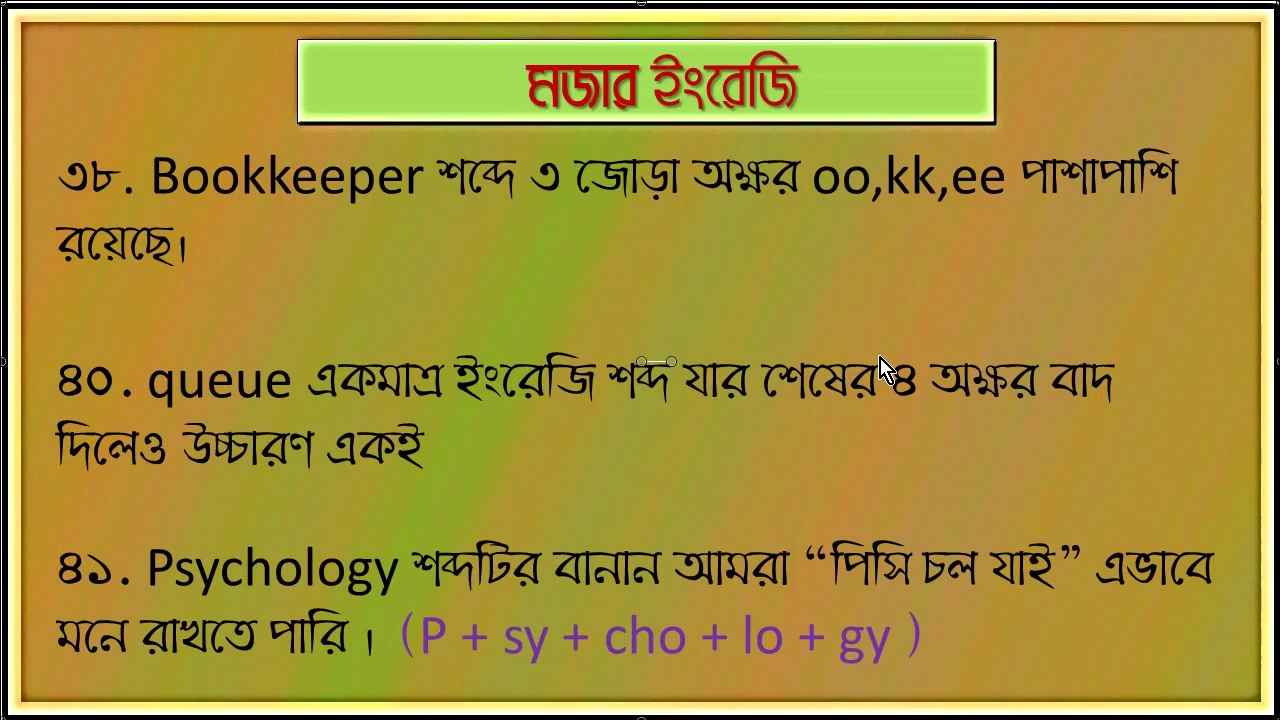 মজার ইংরেজি
৩৮. Bookkeeper শব্দে ৩ জোড়া অক্ষর oo,kk,ee পাশাপাশি
রয়েছে।
৪০. queue একমাত্র ইংরেজি শব্দ যার শেষের ৪ অক্ষর বাদ
দিলেও উচ্চারণ একই
৪১. Psychology শব্দটির বানান আমরা “পিসি চল যাই” এভাবে
মনে রাখতে পারি । (P + sy + cho + lo + gy )